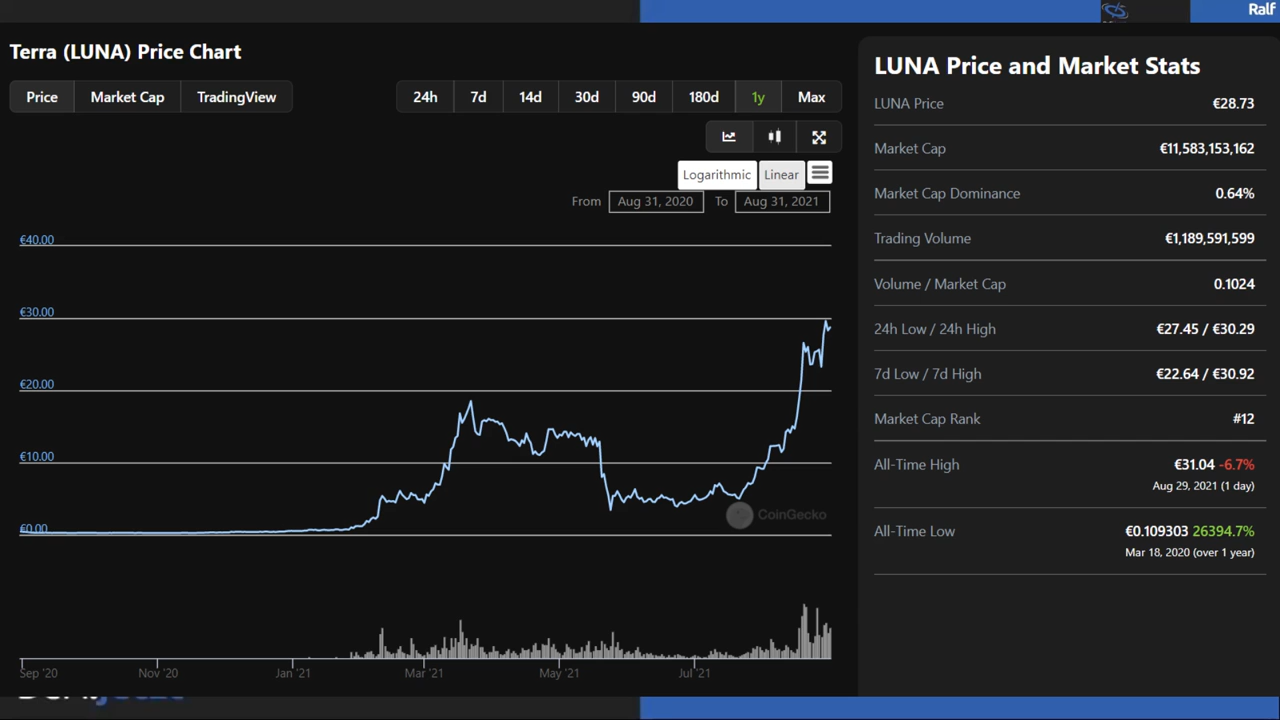 Ralf
Terra (LUNA) Price Chart
Price Market Cap TradingView
24h 7d 14d 30d 90d 180d 1y Max
Logarithmic Linear
From Aug 31, 2020 To Aug 31, 2021
€40.00
€30.00
€20.00
€10.00
€0.00
CoinGecko
Sep '20 Nov '20 Jan '21 Mar '21 May '21 Jul '21
LUNA Price and Market Stats
LUNA Price €28.73
Market Cap €11,583,153,162
Market Cap Dominance 0.64%
Trading Volume €1,189,591,599
Volume / Market Cap 0.1024
24h Low / 24h High €27.45 / €30.29
7d Low / 7d High €22.64 / €30.92
Market Cap Rank #12
All-Time High €31.04 -6.7%
Aug 29, 2021 (1 day)
All-Time Low €0.109303 26394.7%
Mar 18, 2020 (over 1 year)